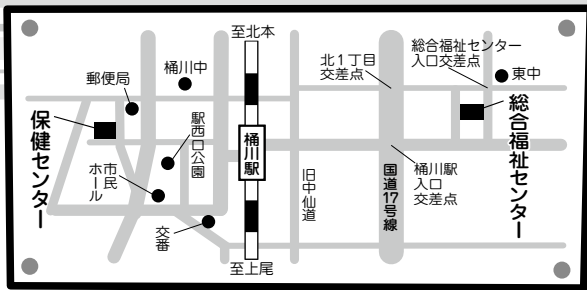 至北本
総合福祉センター
入口交差点
北1丁目
交差点
東中
桶川中
郵便局
保健センター
駅西口公園
桶川駅
総合福祉センター
市民
ホール
旧中仙道
国道17号線
桶川駅
入口
交差点
交番
至上尾